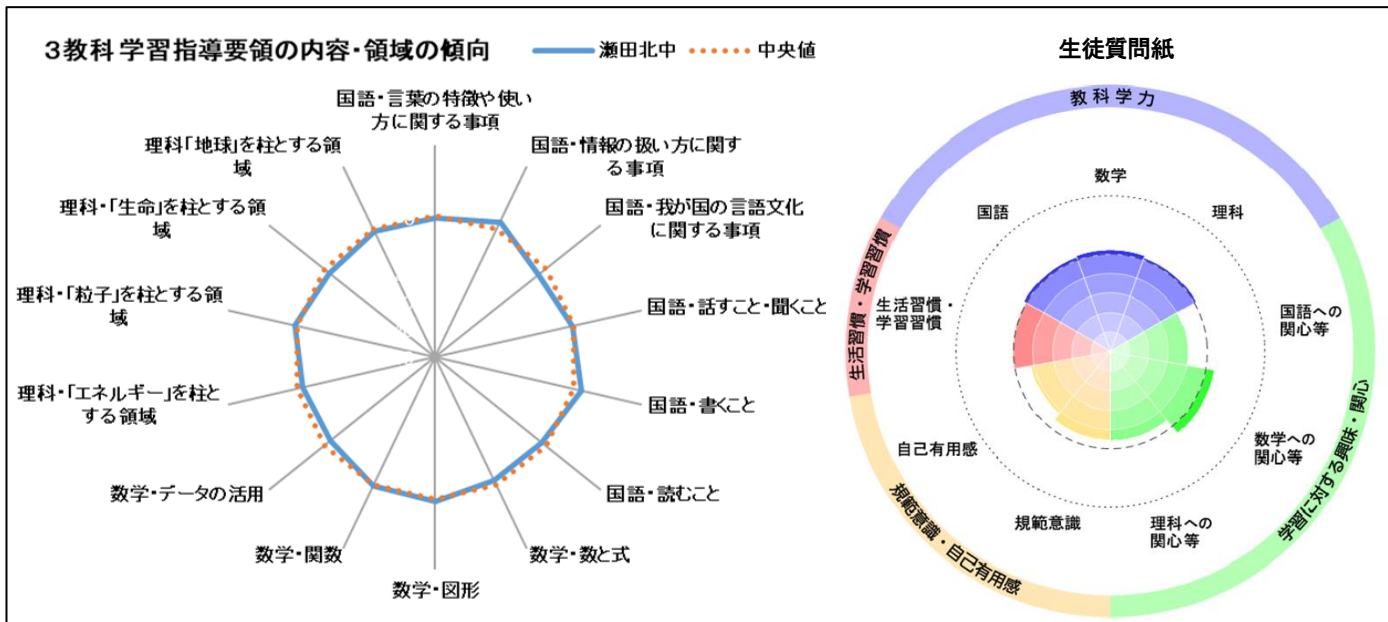 3教科 学習指導要領の内容・領域の傾向
瀬田北中
中央値
国語・言葉の特徴や使い
方に関する事項
国語・情報の扱い方に関す
る事項
国語・我が国の言語文化
に関する事項
国語・話すこと・聞くこと
国語・書くこと
国語・読むこと
数学・数と式
数学・図形
数学・関数
数学・データの活用
理科・「エネルギー」を柱と
する領域
理科・「粒子」を柱とする領
域
理科・「生命」を柱とする領
域
理科「地球」を柱とする領
域
生徒質問紙
教科学力
学習に対する興味・関心
規範意識・自己有用感
生活習慣・学習習慣
数学
理科
国語への
関心等
数学への
関心等
理科への
関心等
規範意識
自己有用感
生活習慣・
学習習慣
国語